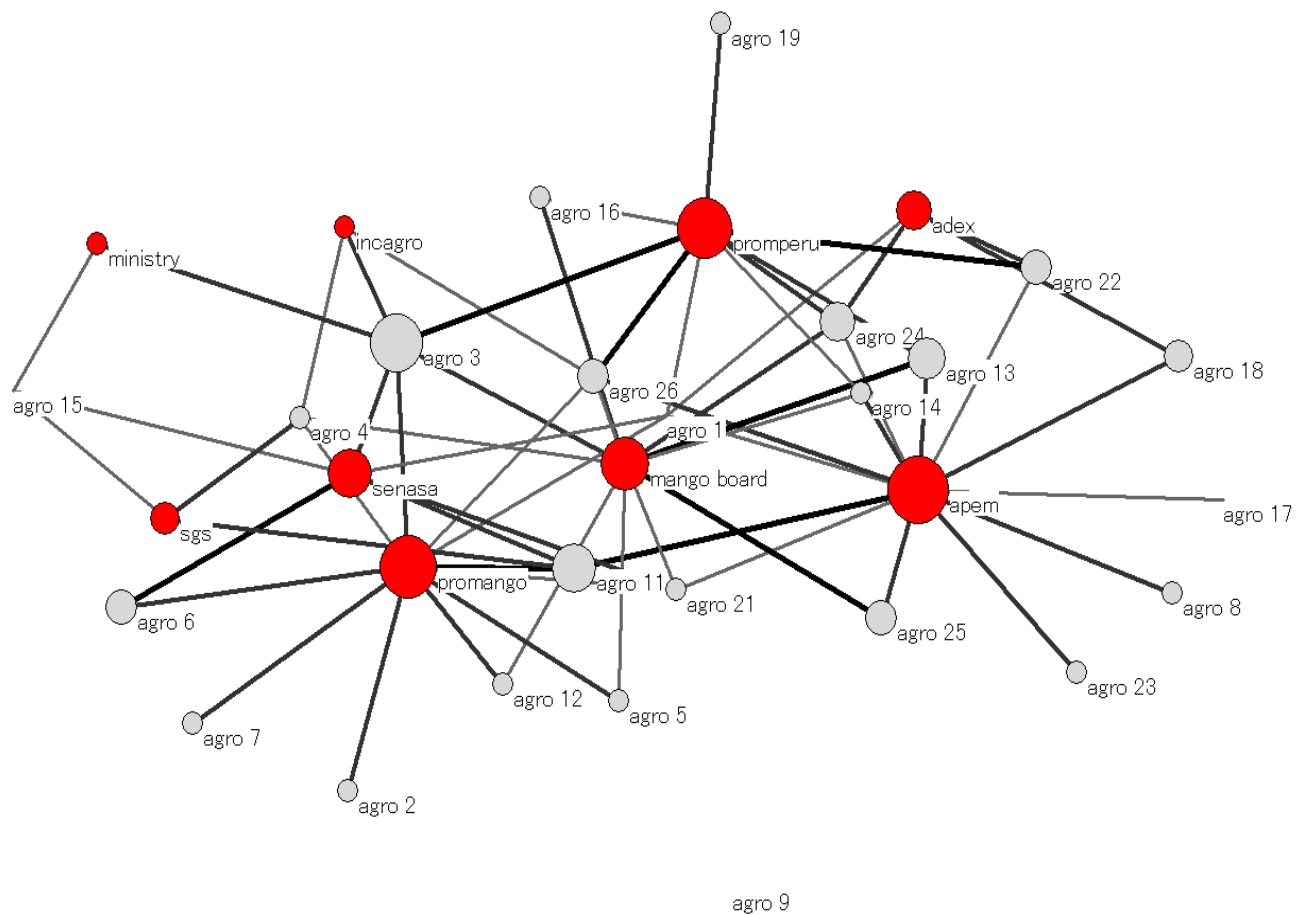 agro 19
agro 16
promperu
adex
ministry
incagro
agro 22
agro 3
agro 24
agro 13
agro 18
agro 26
agro 15
agro 14
agro 4
agro 1
senasa
mango board
apem
agro 17
sgs
promango
agro 11
agro 21
agro 8
agro 6
agro 25
agro 23
agro 12
agro 5
agro 7
agro 2
agro 9